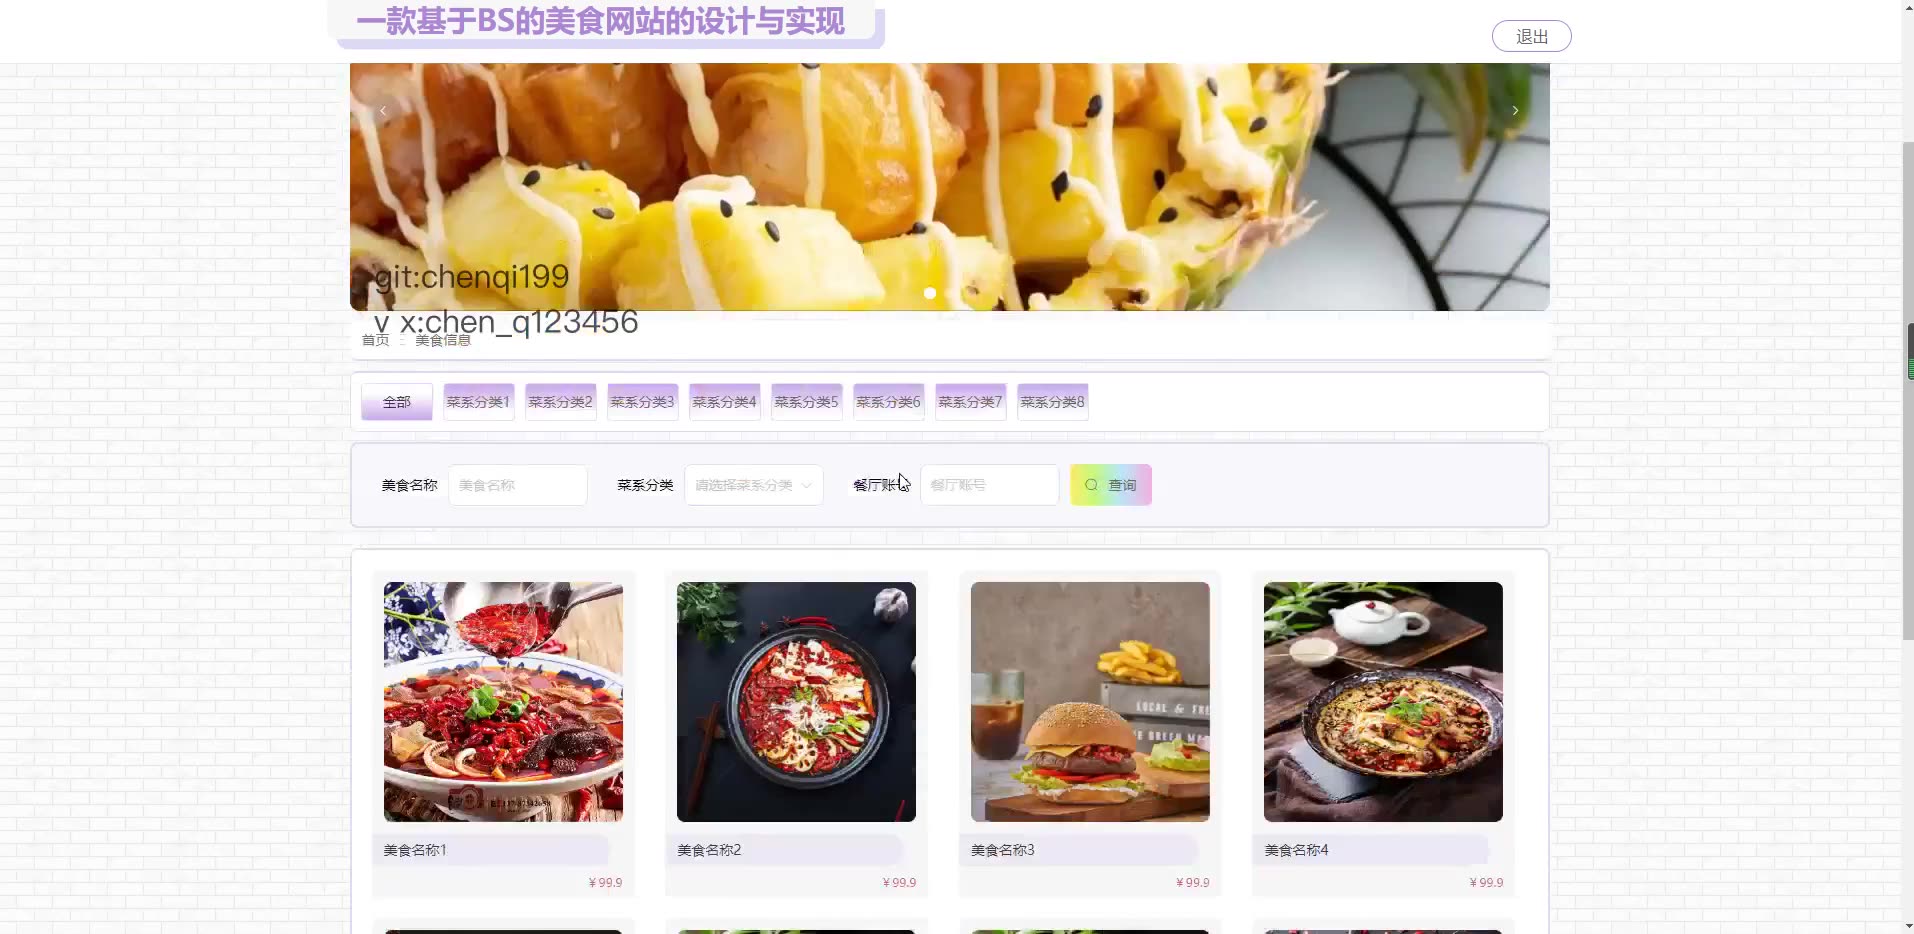 一款基于BS的美食网站的设计与实现
退出
git:chenqi199
v x:chen_q123456
首页 美食信息
全部 菜系分类1 菜系分类2 菜系分类3 菜系分类4 菜系分类5 菜系分类6 菜系分类7 菜系分类8
美食名称 美食名称 菜系分类 请选择菜系分类 餐厅账号 餐厅账号 查询
LOCAL & FRE
美食名称1 美食名称2 美食名称3 美食名称4
¥99.9 ¥99.9 ¥99.9 ¥99.9